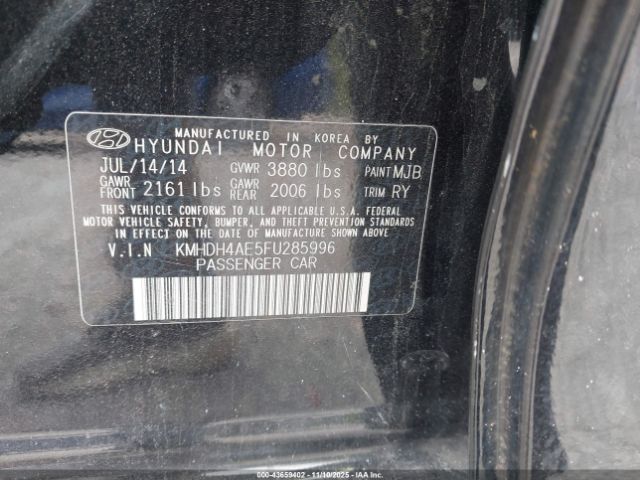 MANUFACTURED IN KOREA BY
HYUNDAI MOTOR COMPANY
JUL/14/14 GVWR 3880 lbs PAINT MJB
GAWR FRONT 2161 lbs GAWR REAR 2006 lbs TRIM RY
THIS VEHICLE CONFORMS TO ALL APPLICABLE U.S.A. FEDERAL
MOTOR VEHICLE SAFETY, BUMPER, AND THEFT PREVENTION STANDARDS
IN EFFECT ON THE DATE OF MANUFACTURE SHOWN ABOVE.
V.I.N KMHDH4AE5FU285996
PASSENGER CAR
000-43659402 - 11/10/2025 - IAAI.COM